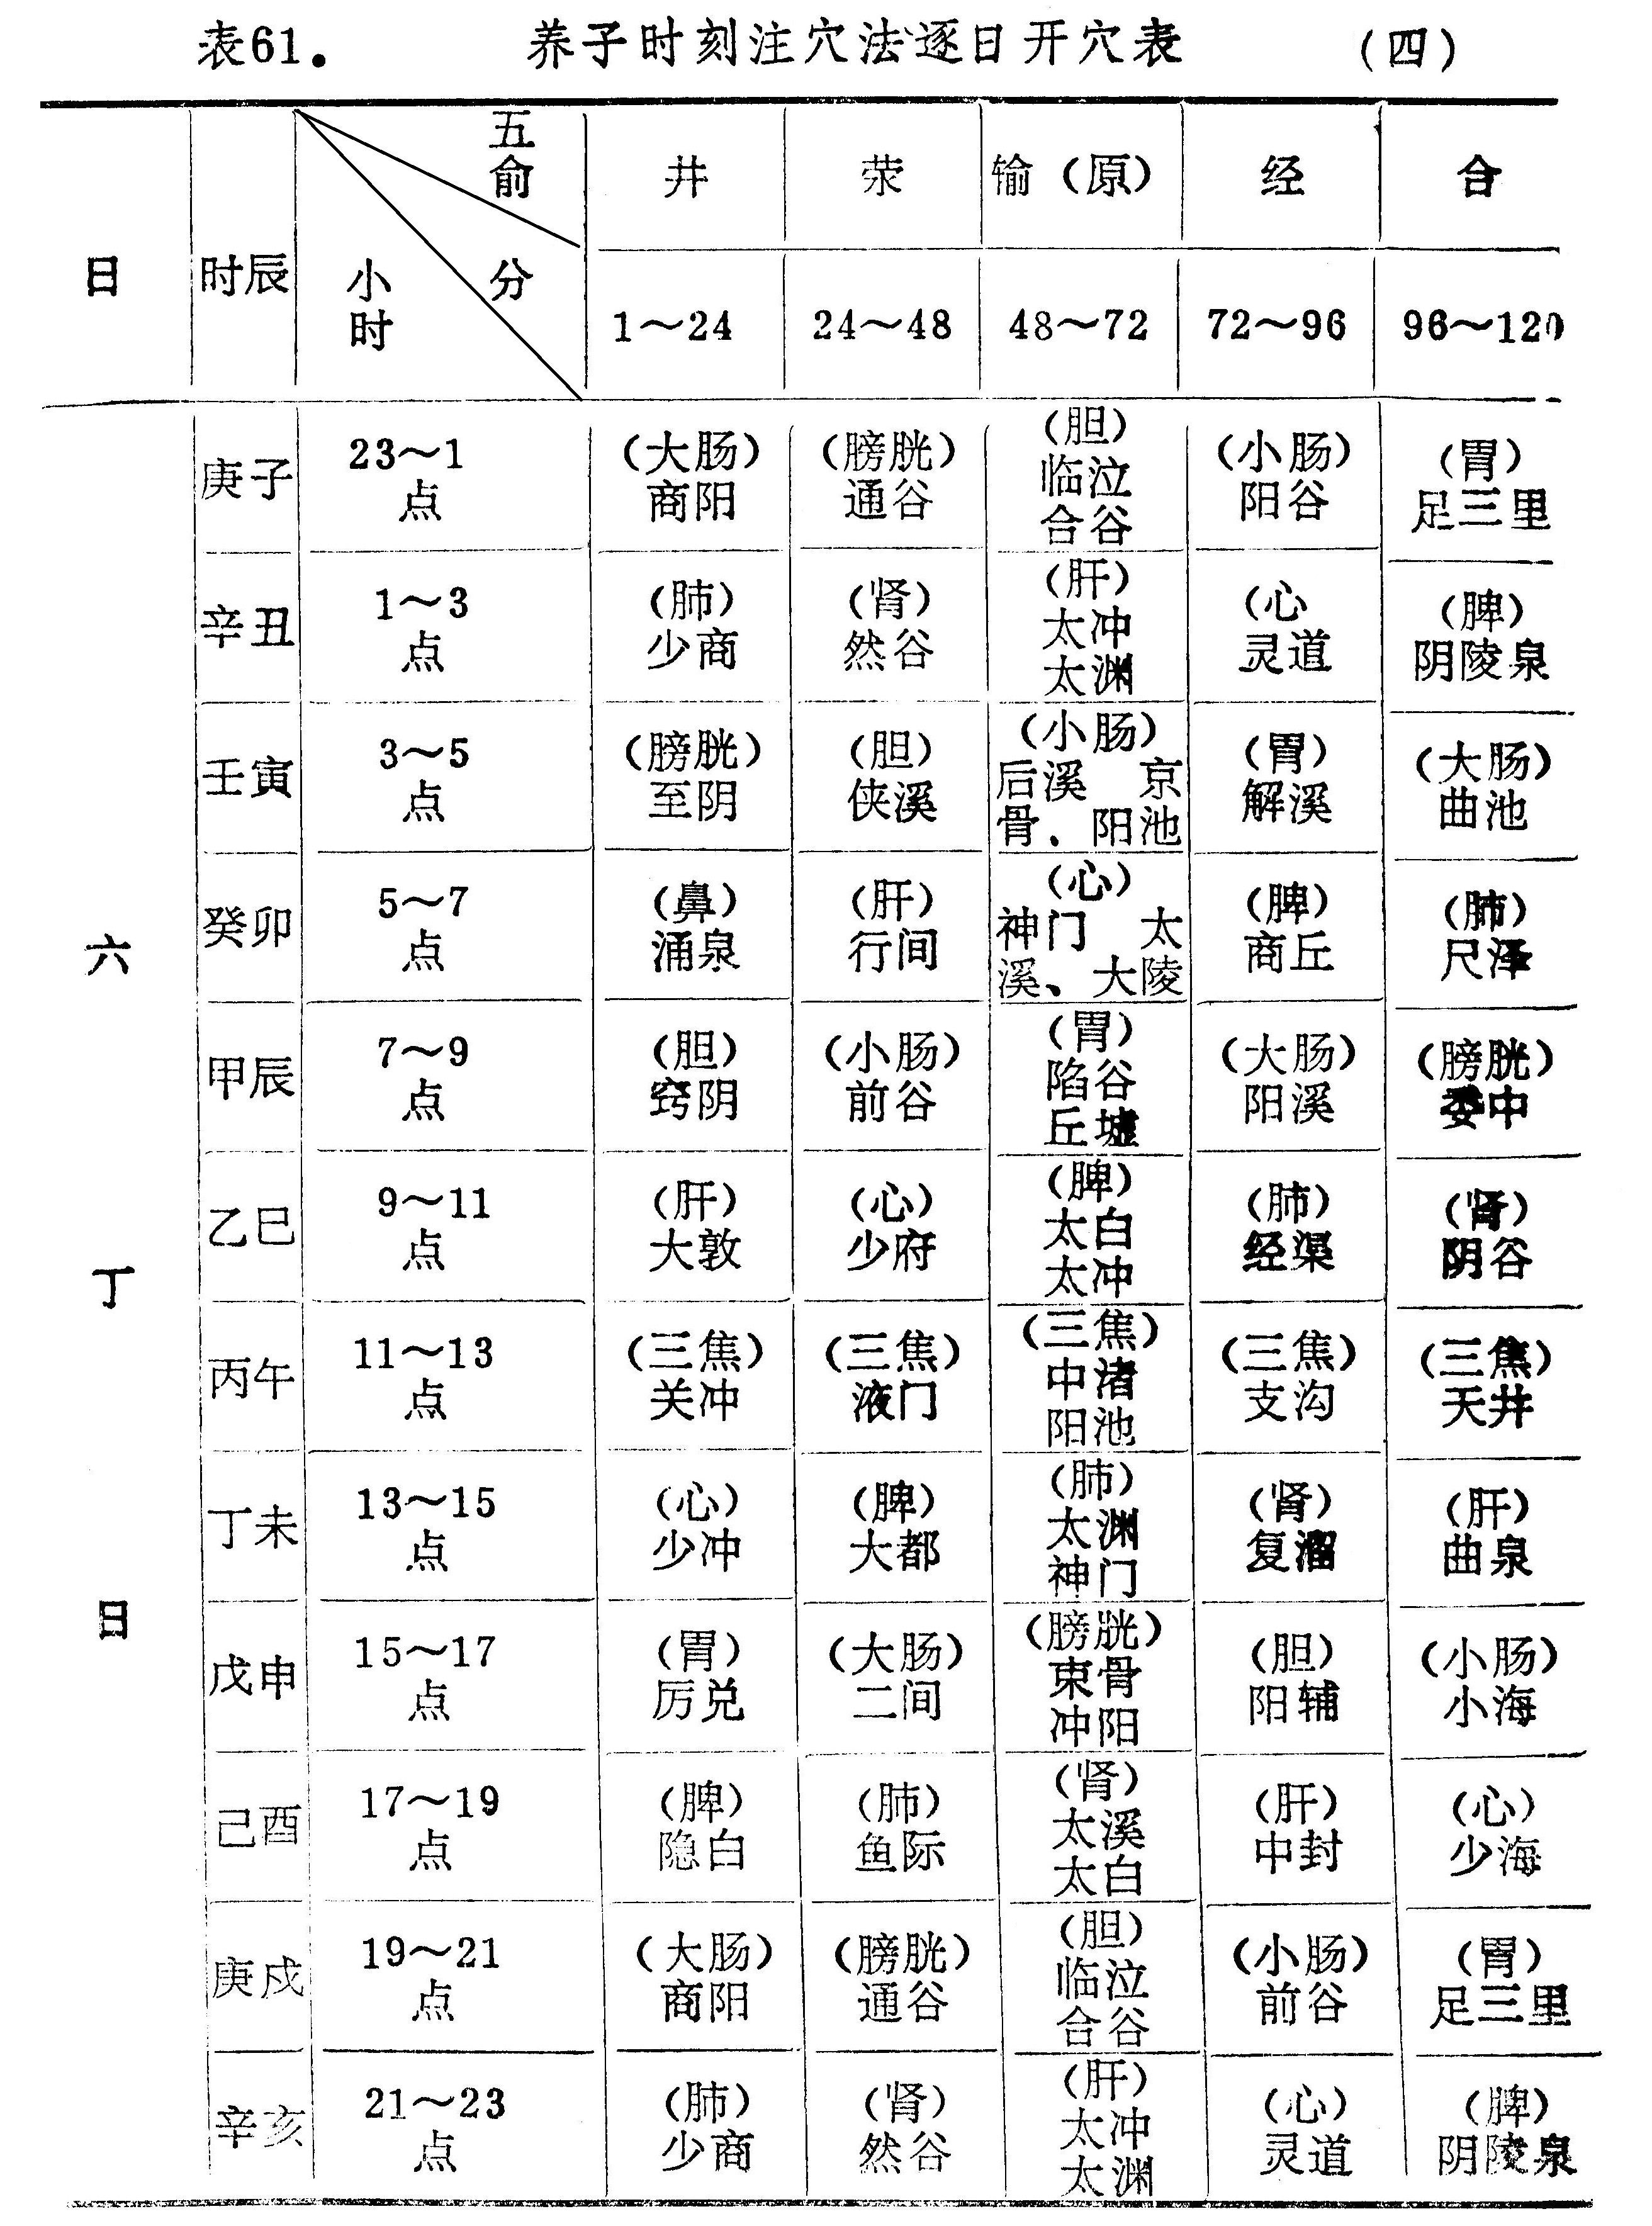 表61. 养子时刻注穴法逐日开穴表 (四)
日 时辰 小时 分 五俞 井 荥 输（原） 经 合
1～24 24～48 48～72 72～96 96～120
六丁日
庚子 23～1点 (大肠)商阳 (膀胱)通谷 (胆)临泣 合谷 (小肠)阳谷 (胃)足三里
辛丑 1～3点 (肺)少商 (肾)然谷 (肝)太冲 太渊 (心 灵道 (脾)阴陵泉
壬寅 3～5点 (膀胱)至阴 (胆)侠溪 (小肠)后溪 京骨．阳池 (胃)解溪 (大肠)曲池
癸卯 5～7点 (鼻)涌泉 (肝)行间 (心)神门 太溪、大陵 (脾)商丘 (肺)尺泽
甲辰 7～9点 (胆)窍阴 (小肠)前谷 (胃)陷谷 丘墟 (大肠)阳溪 (膀胱)委中
乙巳 9～11点 (肝)大敦 (心)少府 (脾)太白 太冲 (肺)经渠 (肾)阴谷
丙午 11～13点 (三焦)关冲 (三焦)液门 (三焦)中渚 阳池 (三焦)支沟 (三焦)天井
丁未 13～15点 (心)少冲 (脾)大都 (肺)太渊 神门 (肾)复溜 (肝)曲泉
戊申 15～17点 (胃)厉兑 (大肠)二间 (膀胱)束骨 冲阳 (胆)阳辅 (小肠)小海
己酉 17～19点 (脾)隐白 (肺)鱼际 (肾)太溪 太白 (肝)中封 (心)少海
庚戌 19～21点 (大肠)商阳 (膀胱)通谷 (胆)临泣 合谷 (小肠)前谷 (胃)足三里
辛亥 21～23点 (肺)少商 (肾)然谷 (肝)太冲 太渊 (心)灵道 (脾)阴陵泉